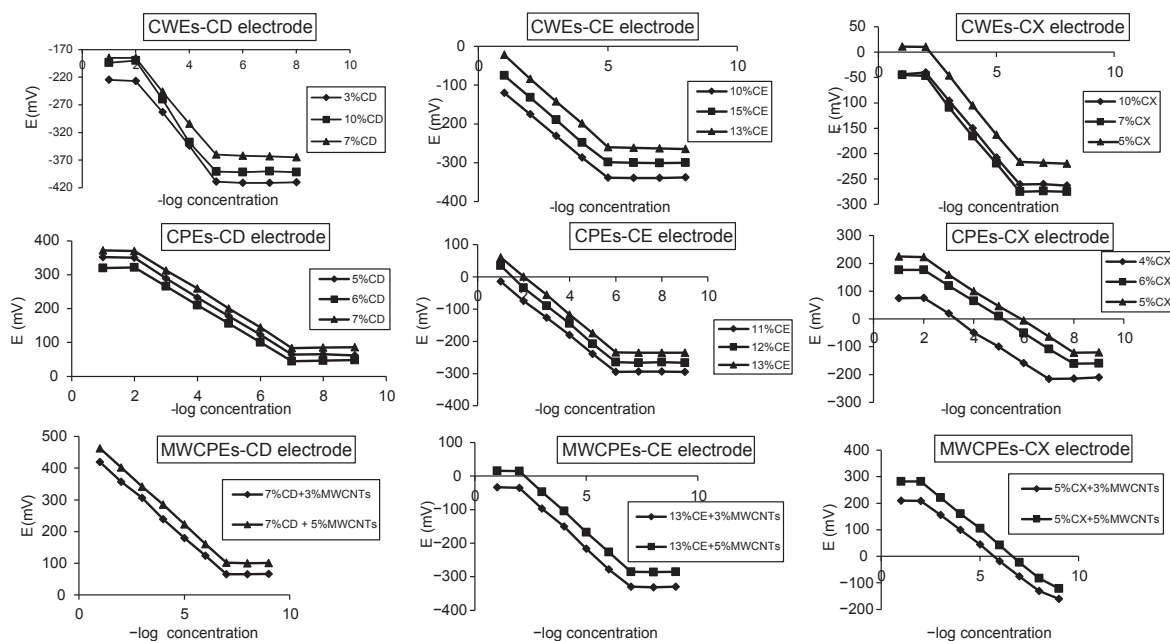 CWEs-CD electrode
-170
0
2
4
6
8
10
-220
-270
-320
-370
-420
E (mV)
3%CD
10%CD
7%CD
-log concentration
CWEs-CE electrode
0
5
10
−100
−200
−300
−400
E (mV)
10%CE
15%CE
13%CE
-log concentration
CWEs-CX electrode
50
0
-50
-100
-150
-200
-250
-300
0
5
10
E (mV)
10%CX
7%CX
5%CX
-log concentration
CPEs-CD electrode
400
300
200
100
0
0
2
4
6
8
10
E (mV)
5%CD
6%CD
7%CD
-log concentration
CPEs-CE electrode
100
0
−100
−200
−300
−400
0
2
4
6
8
10
E (mV)
11%CE
12%CE
13%CE
-log concentration
CPEs-CX electrode
300
200
100
0
−100
−200
−300
0
2
4
6
8
10
E (mV)
4%CX
6%CX
5%CX
-log concentration
MWCPEs-CD electrode
500
400
300
200
100
0
0
5
10
E (mV)
7%CD+3%MWCNTs
7%CD + 5%MWCNTs
−log concentration
MWCPEs-CE electrode
100
0
−100
−200
−300
−400
0
5
10
E (mV)
13%CE+3%MWCNTs
13%CE+5%MWCNTs
−log concentration
MWCPEs-CX electrode
400
300
200
100
0
−100
−200
0
5
10
E (mV)
5%CX+3%MWCNTs
5%CX+5%MWCNTs
−log concentration